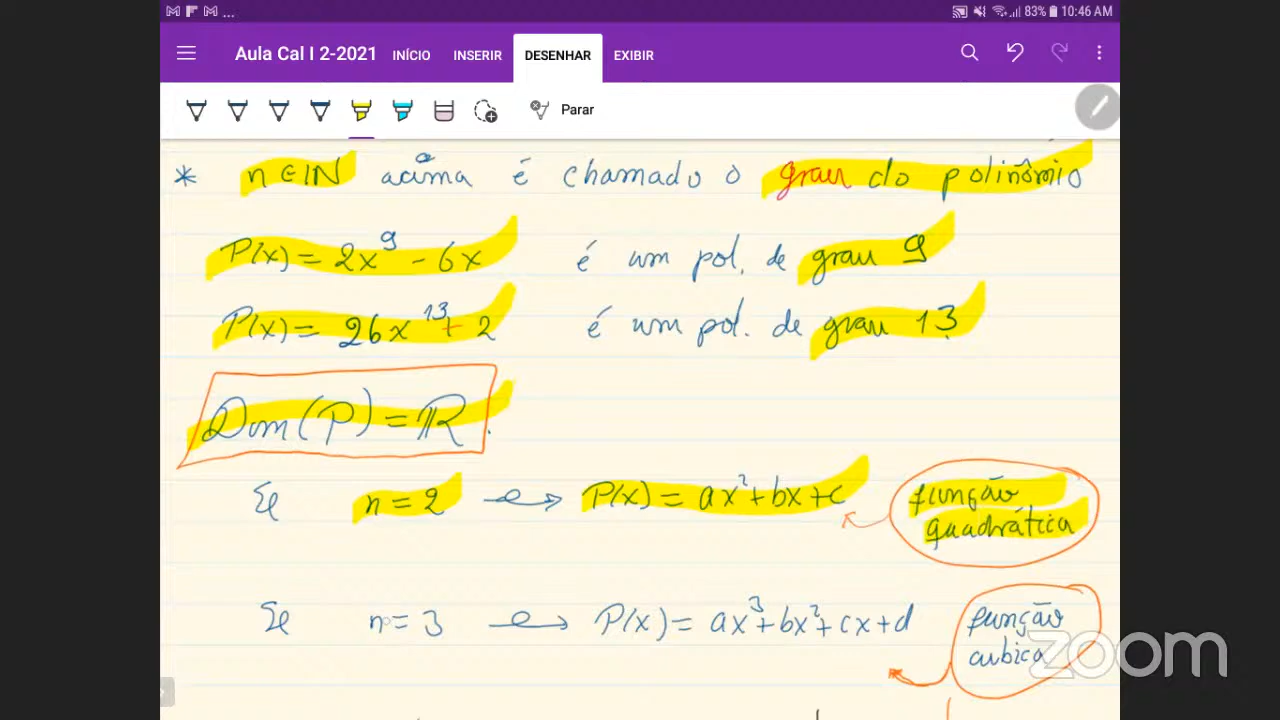 83% 10:46 AM
Aula Cal I 2-2021 INÍCIO INSERIR DESENHAR EXIBIR
Parar
* n ∈ ℕ acima é chamado o grau do polinômio
P(x) = 2x⁹ - 6x é um pol. de grau 9
P(x) = 26x¹³ + 2 é um pol. de grau 13
Dom(P) = ℝ.
Se n = 2 → P(x) = ax² + bx + c função
quadrática
Se n = 3 → P(x) = ax³ + bx² + cx + d função
cubica
zoom